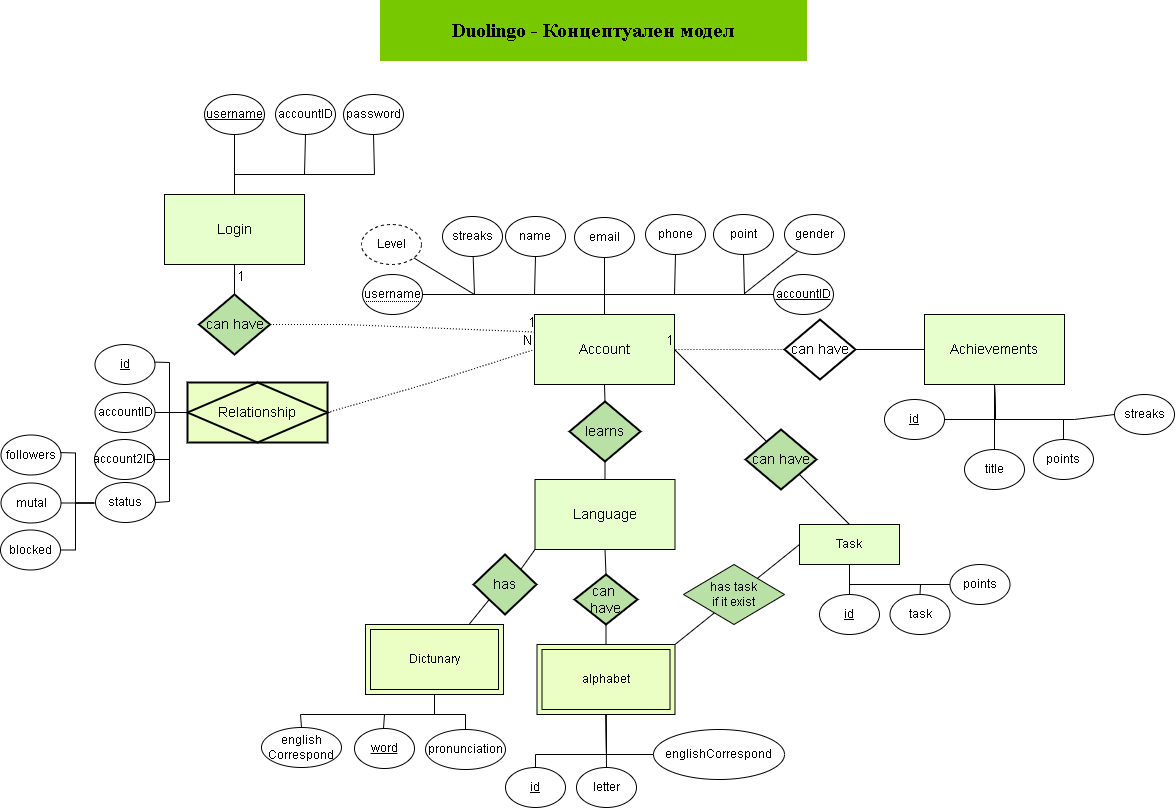 Duolingo - Концептуален модел
username
accountID
password
Login
1
can have
Level
streaks
name
email
phone
point
gender
username
accountID
1
N
Account
1
can have
Achievements
id
streaks
title
points
id
accountID
account2ID
status
Relationship
followers
mutal
blocked
learns
can have
Language
Task
id
task
points
has
can
have
has task
if it exist
Dictunary
alphabet
english
Correspond
word
pronunciation
id
letter
englishCorrespond